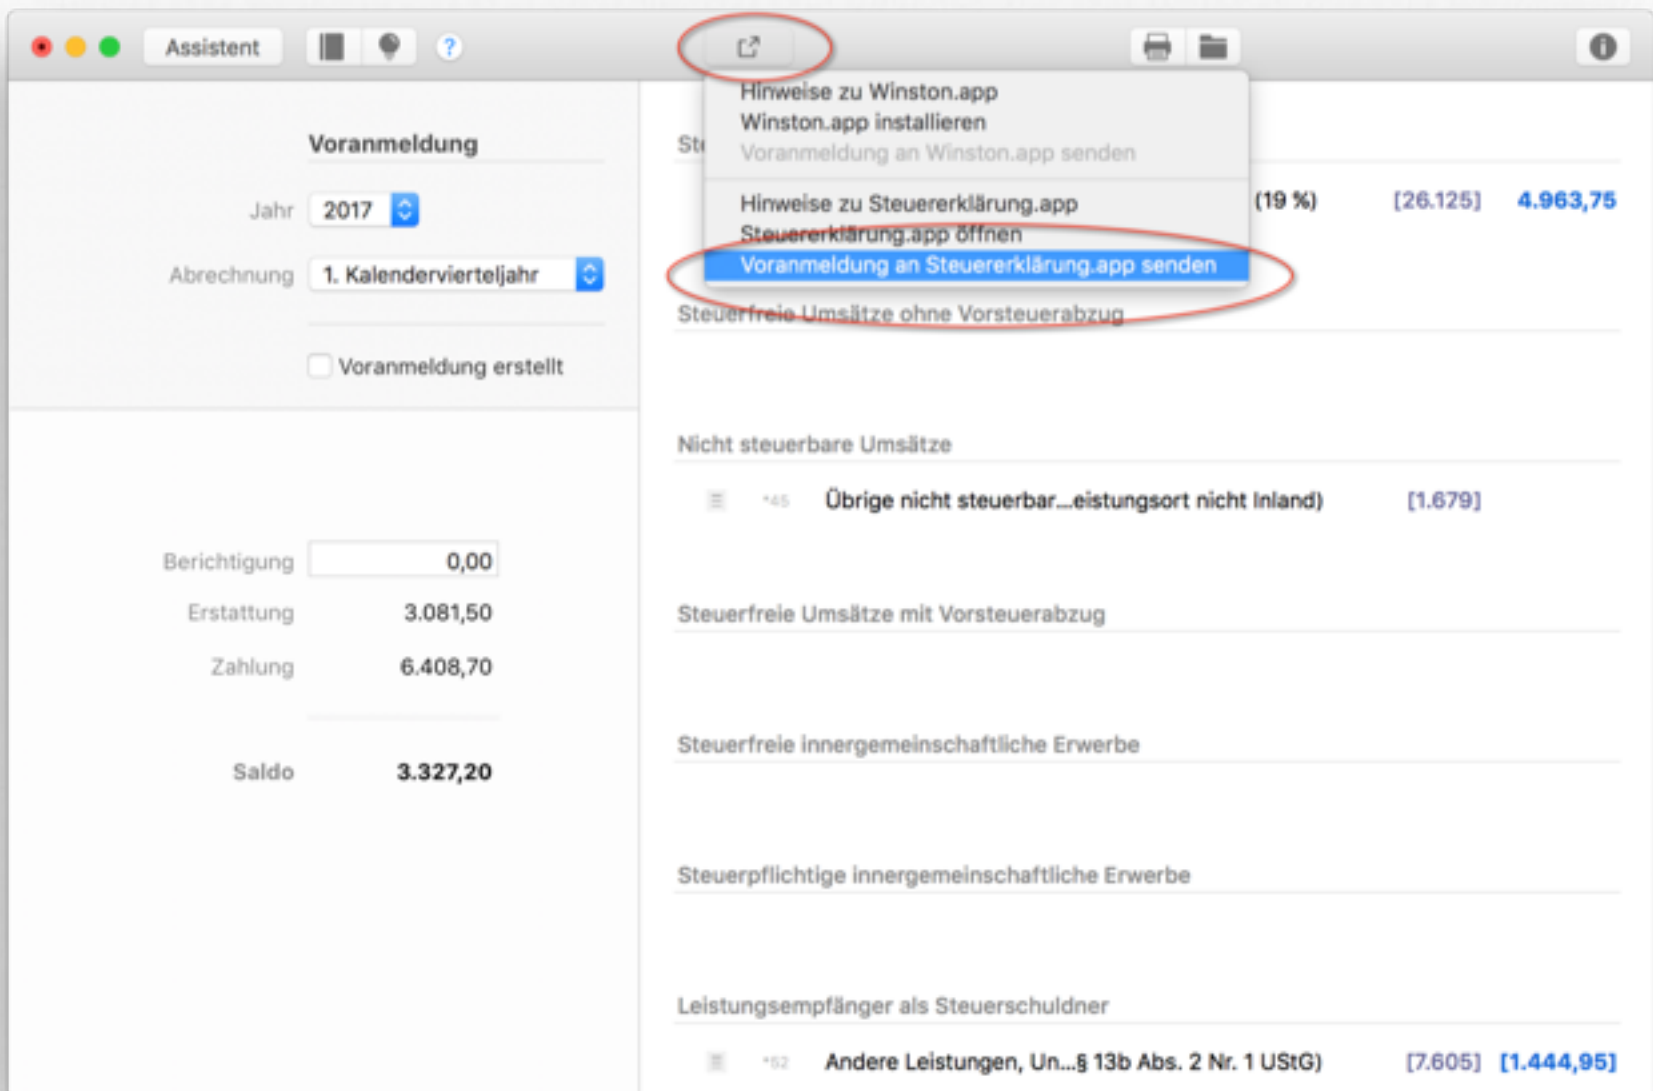 Assistent
?
Hinweise zu Winston.app
Winston.app installieren
Voranmeldung an Winston.app senden
Hinweise zu Steuererklärung.app
Steuererklärung.app öffnen
Voranmeldung an Steuererklärung.app senden
Voranmeldung
Jahr 2017
Abrechnung 1. Kalendervierteljahr
Voranmeldung erstellt
Berichtigung 0,00
Erstattung 3.081,50
Zahlung 6.408,70
Saldo 3.327,20
Ste
(19 %) [26.125] 4.963,75
Steuerfreie Umsätze ohne Vorsteuerabzug
Nicht steuerbare Umsätze
*45 Übrige nicht steuerbar...eistungsort nicht Inland) [1.679]
Steuerfreie Umsätze mit Vorsteuerabzug
Steuerfreie innergemeinschaftliche Erwerbe
Steuerpflichtige innergemeinschaftliche Erwerbe
Leistungsempfänger als Steuerschuldner
*52 Andere Leistungen, Un...§ 13b Abs. 2 Nr. 1 UStG) [7.605] [1.444,95]